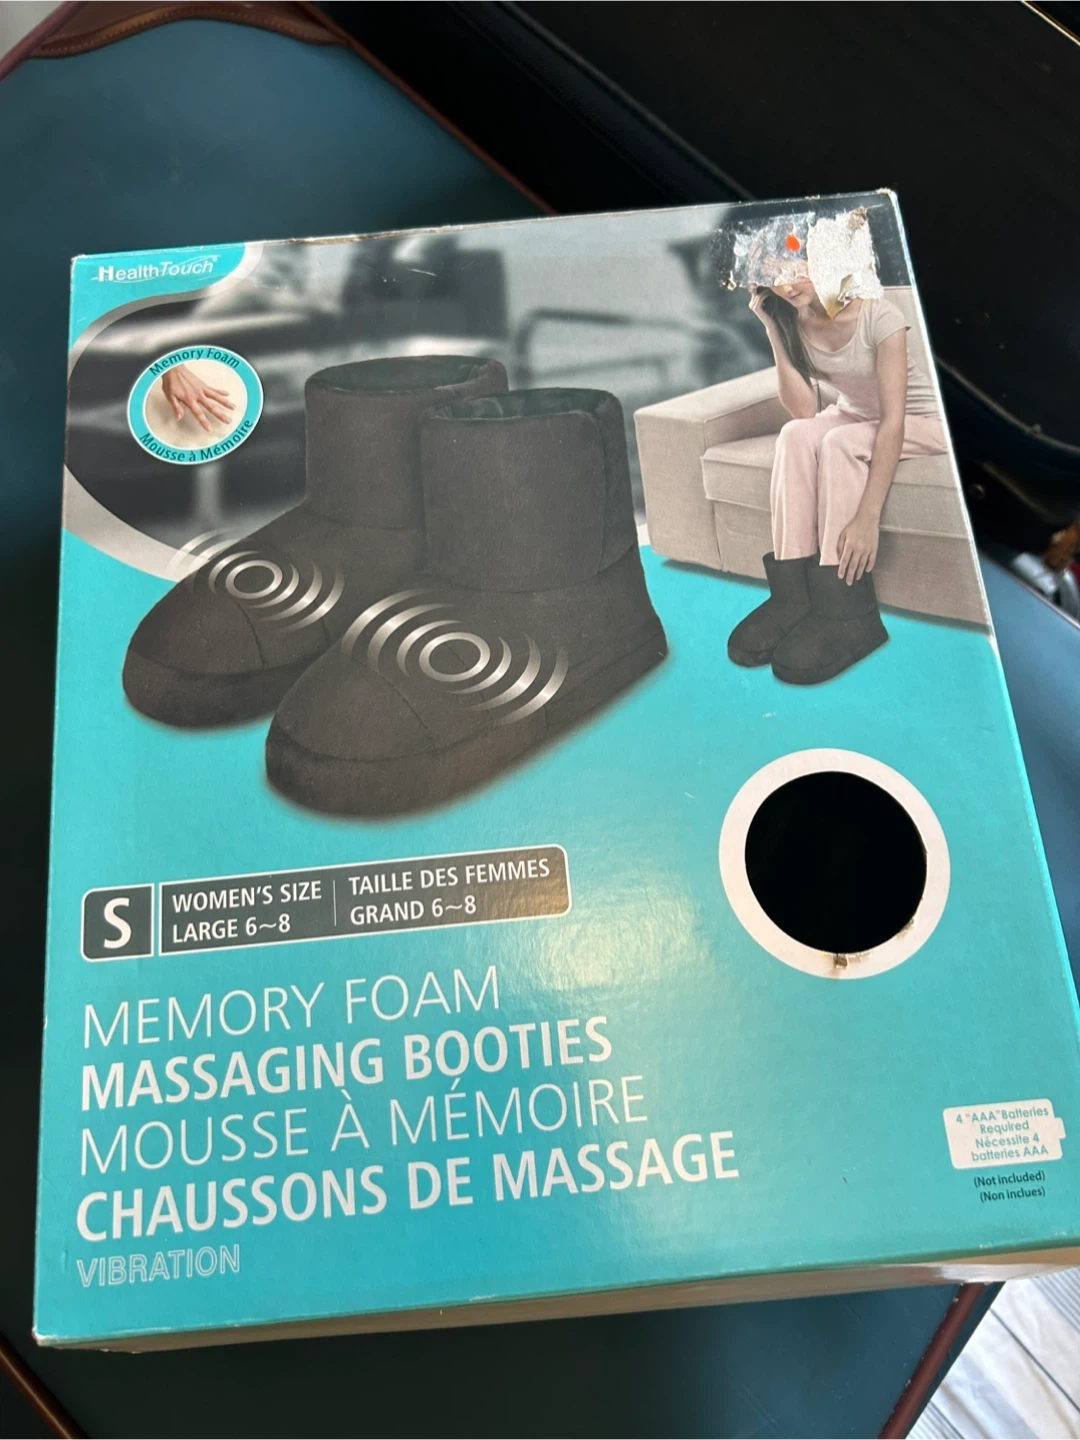 HealthTouch®
Memory Foam
Mousse à Mémoire
S
WOMEN'S SIZE
LARGE 6~8
TAILLE DES FEMMES
GRAND 6~8
MEMORY FOAM
MASSAGING BOOTIES
MOUSSE À MÉMOIRE
CHAUSSONS DE MASSAGE
VIBRATION
4 "AAA" Batteries
Required
Nécessite 4
batteries AAA
(Not included)
(Non inclues)